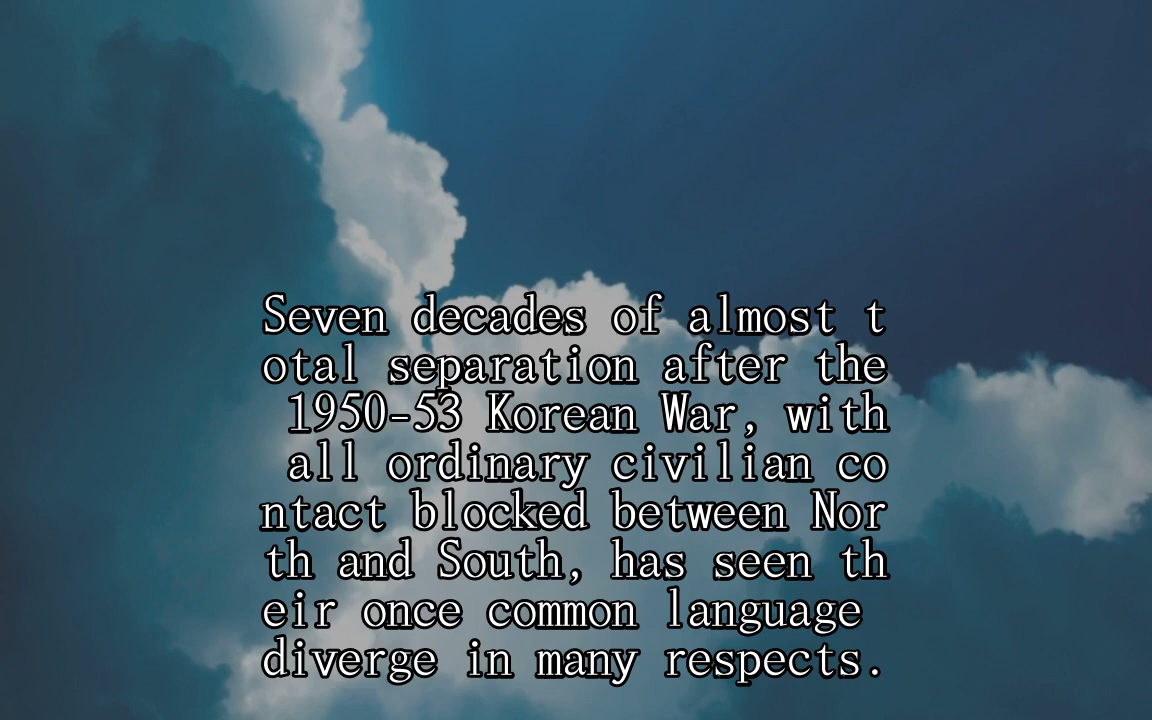 Seven decades of almost t
otal separation after the
 1950-53 Korean War, with
 all ordinary civilian co
ntact blocked between Nor
th and South, has seen th
eir once common language 
diverge in many respects.